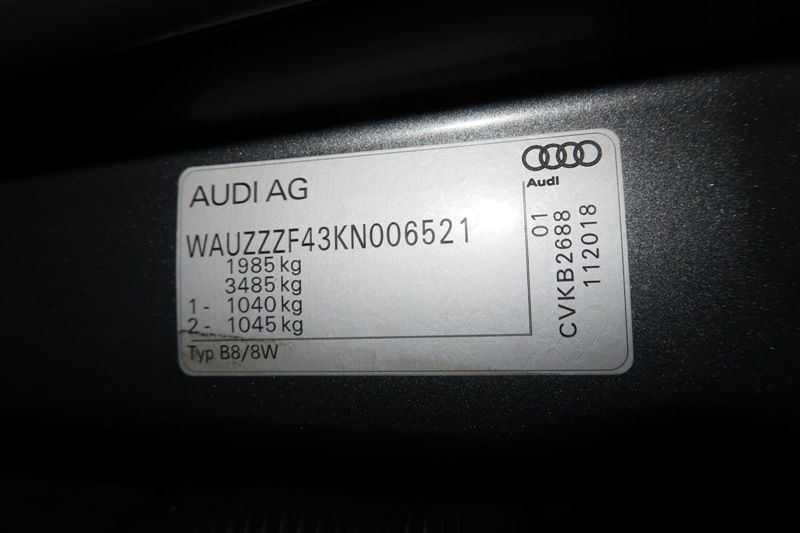 AUDI AG
Audi
WAUZZZF43KN006521
1985 kg
3485 kg
1 - 1040 kg
2 - 1045 kg
Typ B8/8W
01
CVKB2688
112018